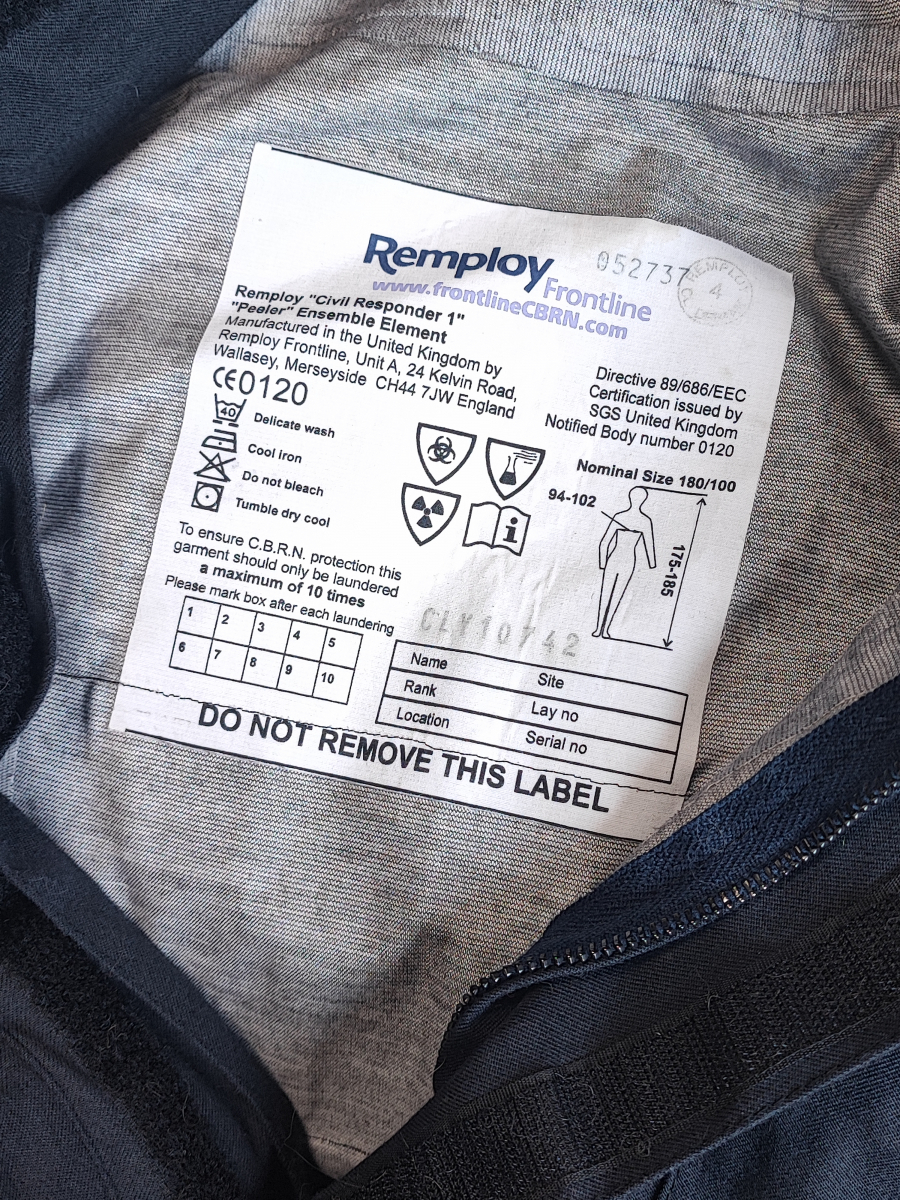 Remploy
Frontline
052737
REMPLOY
4
www.frontlineCBRN.com
Remploy "Civil Responder 1"
"Peeler" Ensemble Element
Manufactured in the United Kingdom by
Remploy Frontline, Unit A, 24 Kelvin Road,
Wallasey, Merseyside CH44 7JW England
CE0120
Directive 89/686/EEC
Certification issued by
SGS United Kingdom
Notified Body number 0120
40
Delicate wash
Cool Iron
Do not bleach
Tumble dry cool
Nominal Size 180/100
94-102
175-185
i
To ensure C.B.R.N. protection this
garment should only be laundered
a maximum of 10 times
Please mark box after each laundering
1 2 3 4 5
6 7 8 9 10
CLY10742
Name Site
Rank Lay no
Location Serial no
DO NOT REMOVE THIS LABEL